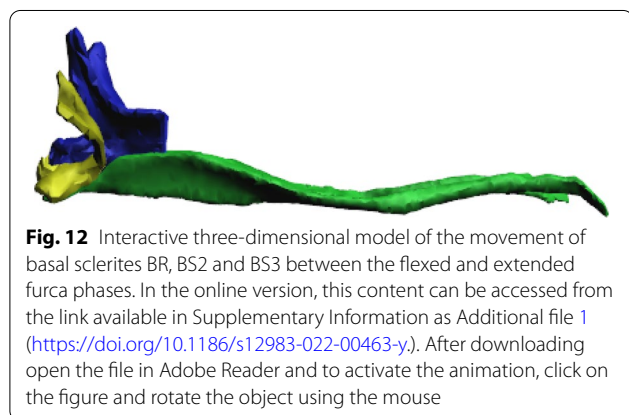 Fig. 12 Interactive three-dimensional model of the movement of
basal sclerites BR, BS2 and BS3 between the flexed and extended
furca phases. In the online version, this content can be accessed from
the link available in Supplementary Information as Additional file 1
(https://doi.org/10.1186/s12983-022-00463-y.). After downloading
open the file in Adobe Reader and to activate the animation, click on
the figure and rotate the object using the mouse